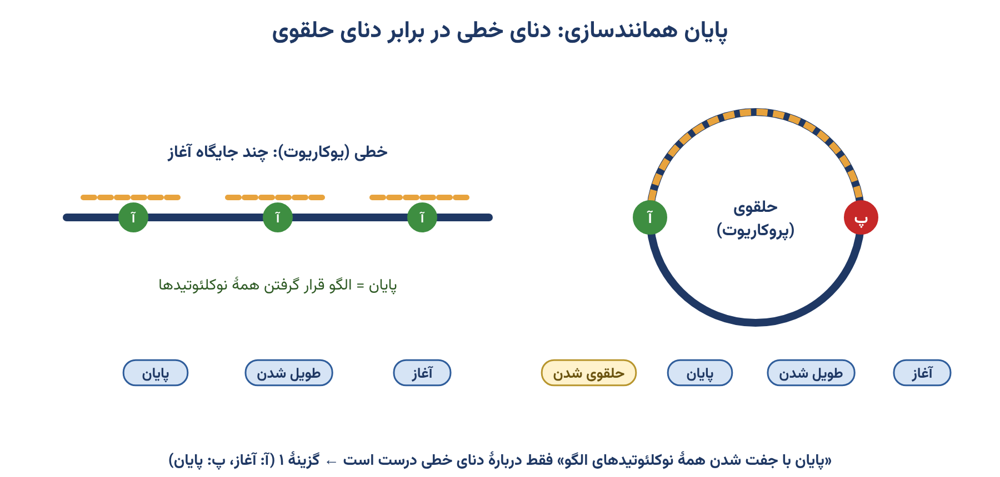 پایان همانندسازی: دنای خطی در برابر دنای حلقوی
حلقوی
(پروکاریوت)
آ
پ
آغاز
طویل شدن
پایان
حلقوی شدن
خطی (یوکاریوت): چند جایگاه آغاز
آ
آ
آ
پایان = الگو قرار گرفتن همهٔ نوکلئوتیدها
آغاز
طویل شدن
پایان
«پایان با جفت شدن همهٔ نوکلئوتیدهای الگو» فقط دربارهٔ دنای خطی درست است ← گزینهٔ ۱ (آ: آغاز، پ: پایان)